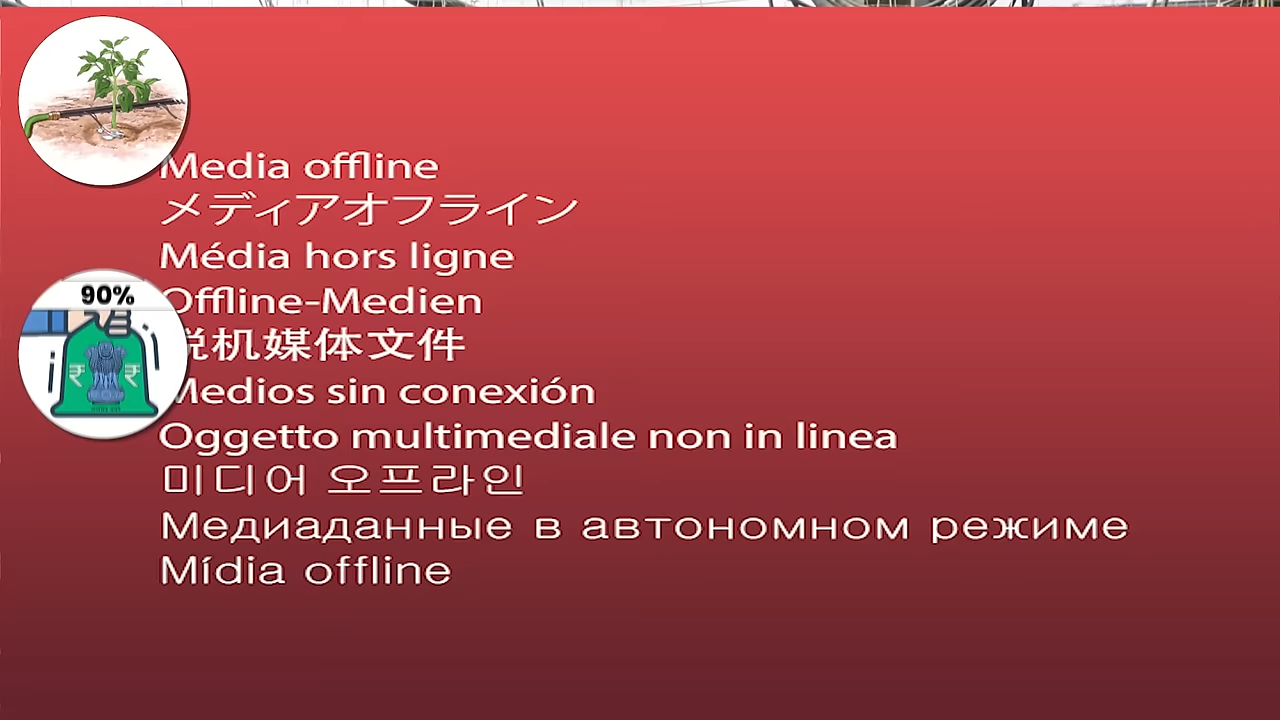 Media offline
メディアオフライン
Média hors ligne
90%
Offline-Medien
脱机媒体文件
Medios sin conexión
Oggetto multimediale non in linea
미디어 오프라인
Медиаданные в автономном режиме
Mídia offline